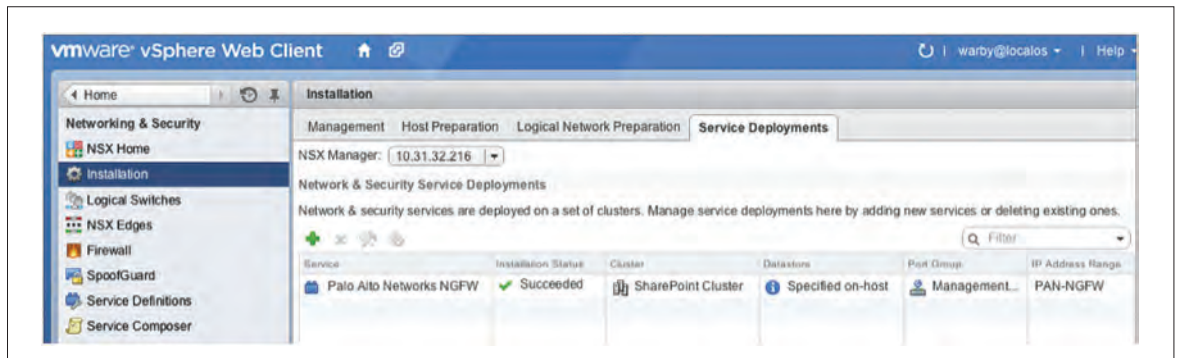 vmware® vSphere Web Client
warby@localos
Help
Home
Installation
Networking & Security
NSX Home
Installation
Logical Switches
NSX Edges
Firewall
SpoofGuard
Service Definitions
Service Composer
Management Host Preparation Logical Network Preparation Service Deployments
NSX Manager: 10.31.32.216
Network & Security Service Deployments
Network & security services are deployed on a set of clusters. Manage service deployments here by adding new services or deleting existing ones.
Filter
Service Installation Status Cluster Datastore Port Group IP Address Range
Palo Alto Networks NGFW Succeeded SharePoint Cluster Specified on-host Management... PAN-NGFW